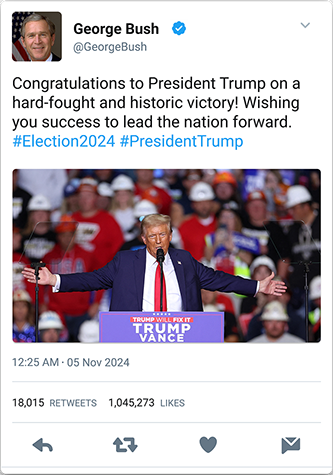 George Bush
@GeorgeBush
Congratulations to President Trump on a
hard-fought and historic victory! Wishing
you success to lead the nation forward.
#Election2024 #PresidentTrump
TRUMP WILL FIX IT
TRUMP
VANCE
12:25 AM · 05 Nov 2024
18,015 RETWEETS 1,045,273 LIKES